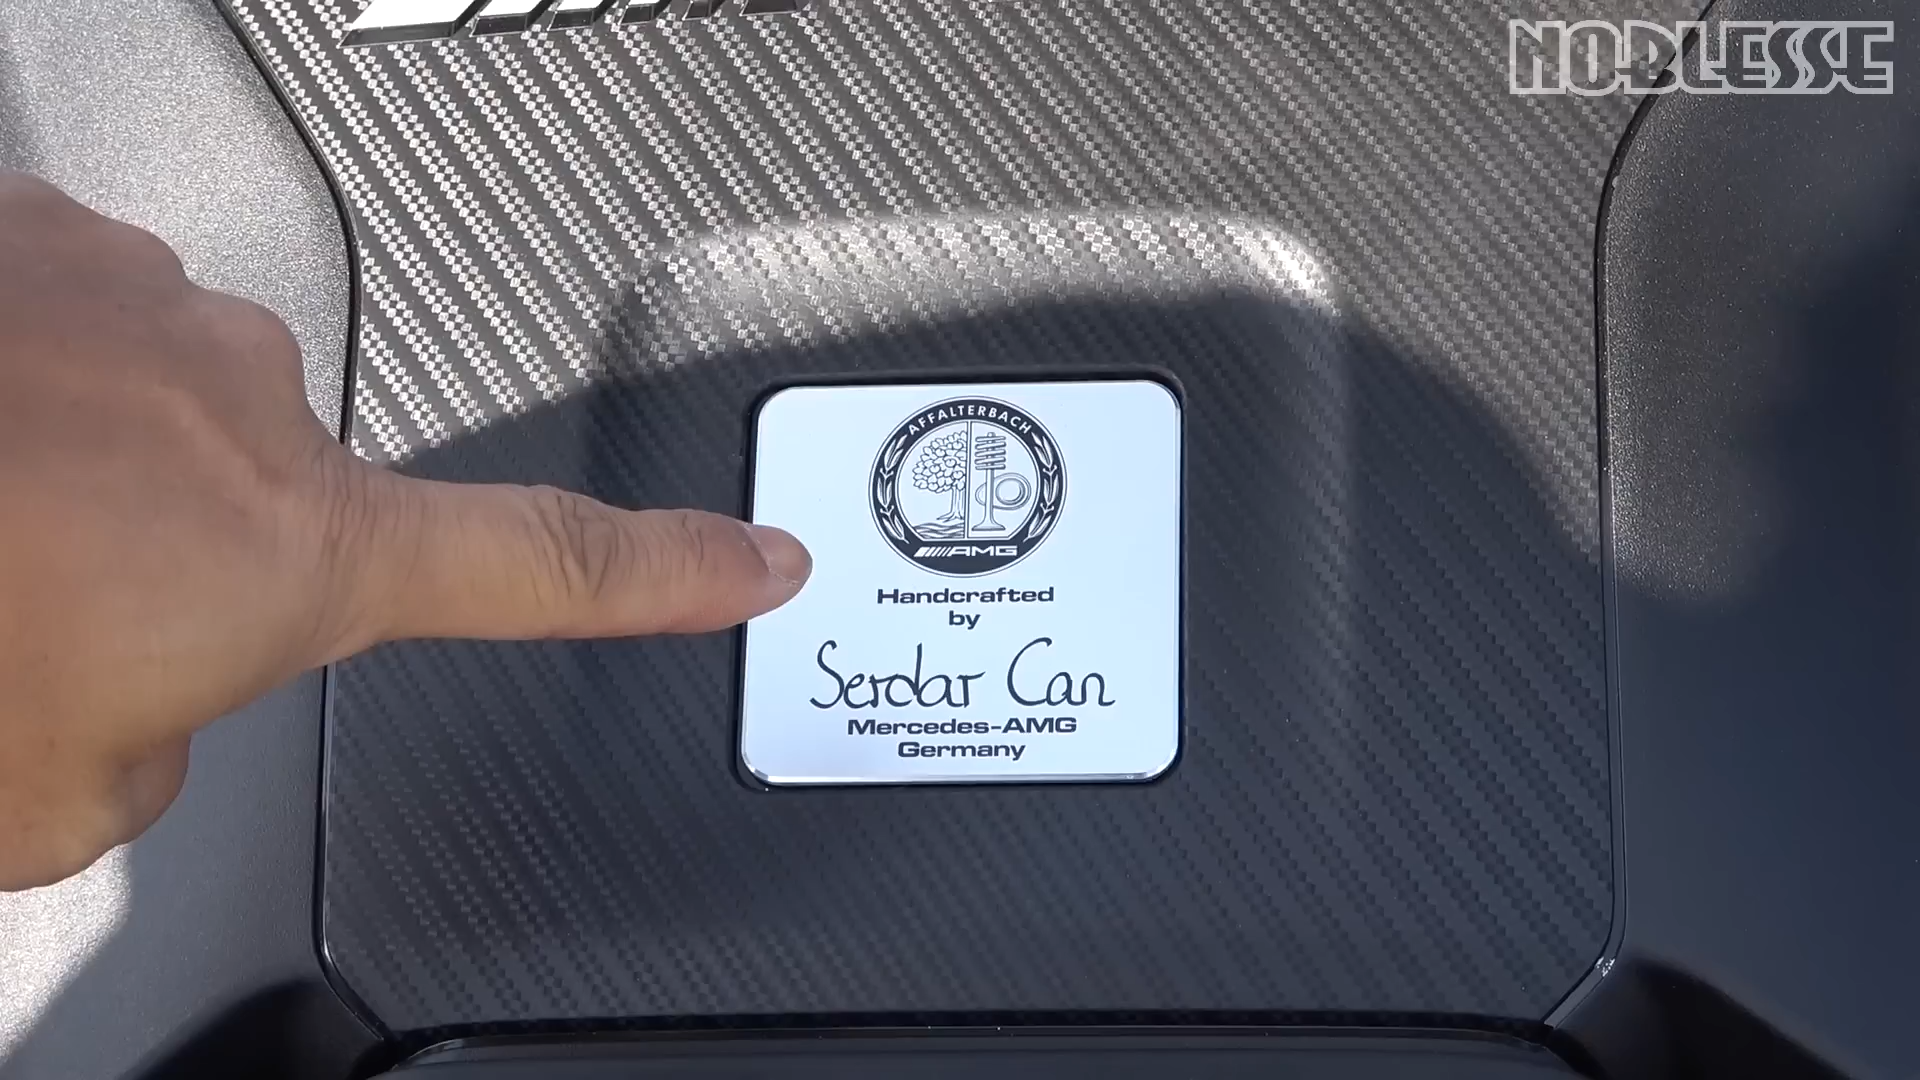 NOBLESSE
AFFALTERBACH
AMG
Handcrafted
by
Serdar Can
Mercedes-AMG
Germany